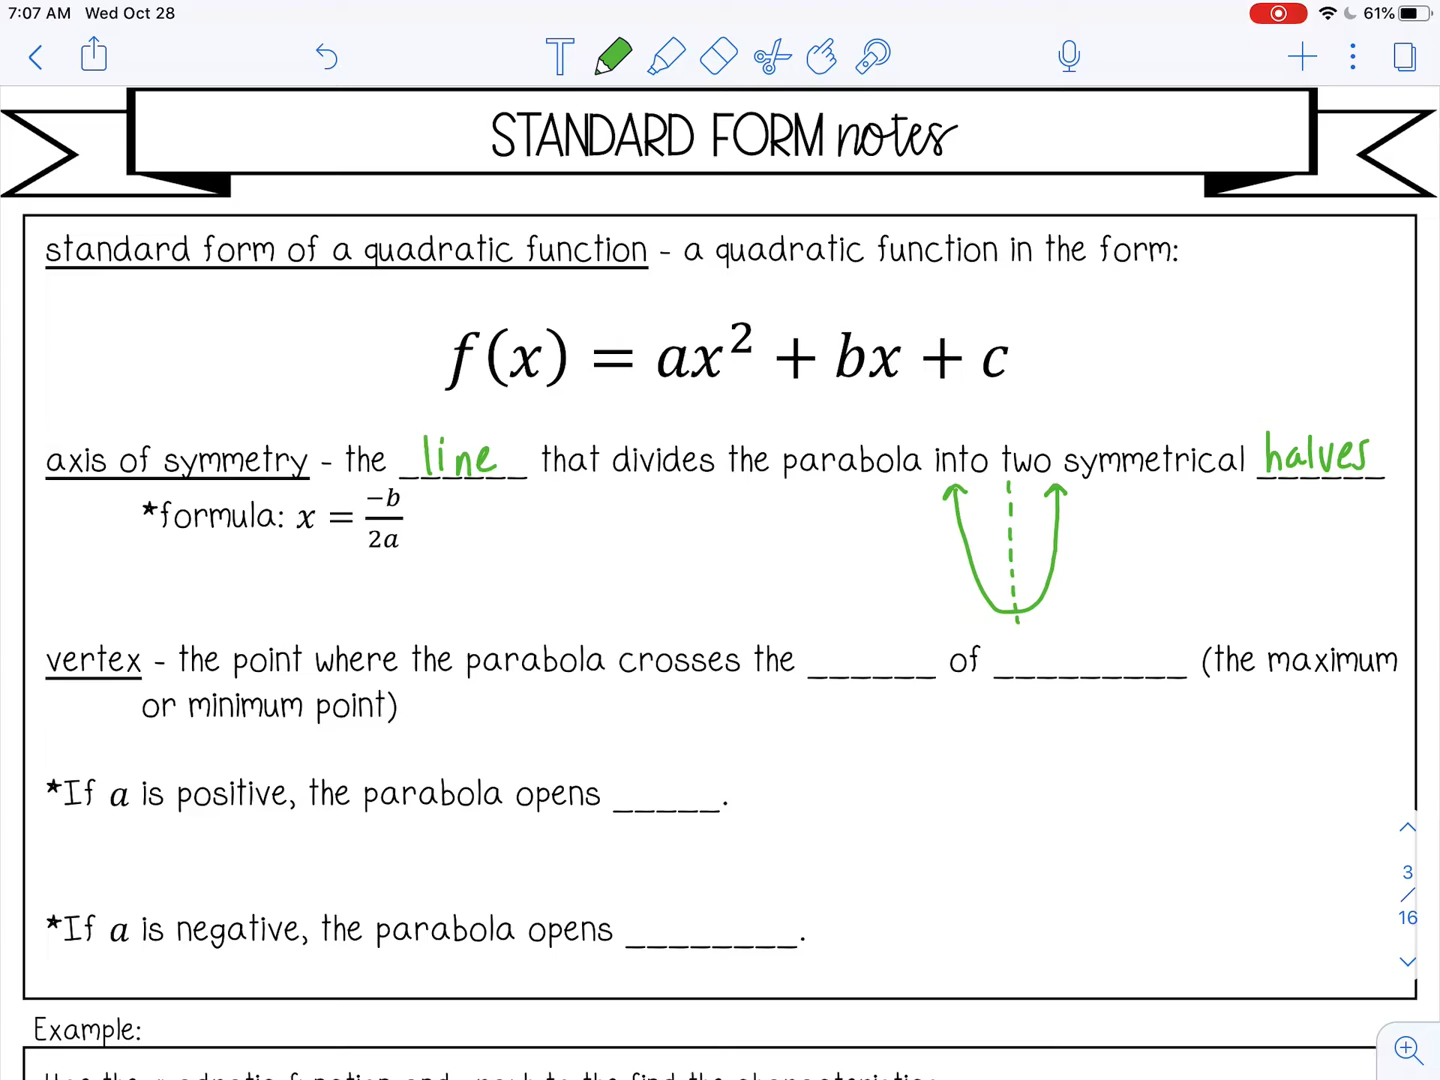 7:07 AM Wed Oct 28 61%
STANDARD FORM notes
standard form of a quadratic function - a quadratic function in the form:
f(x) = ax² + bx + c
axis of symmetry - the line that divides the parabola into two symmetrical halves
*formula: x = -b/2a
vertex - the point where the parabola crosses the ______ of _________ (the maximum
or minimum point)
*If a is positive, the parabola opens _____.
3
/
16
*If a is negative, the parabola opens ________.
Example: